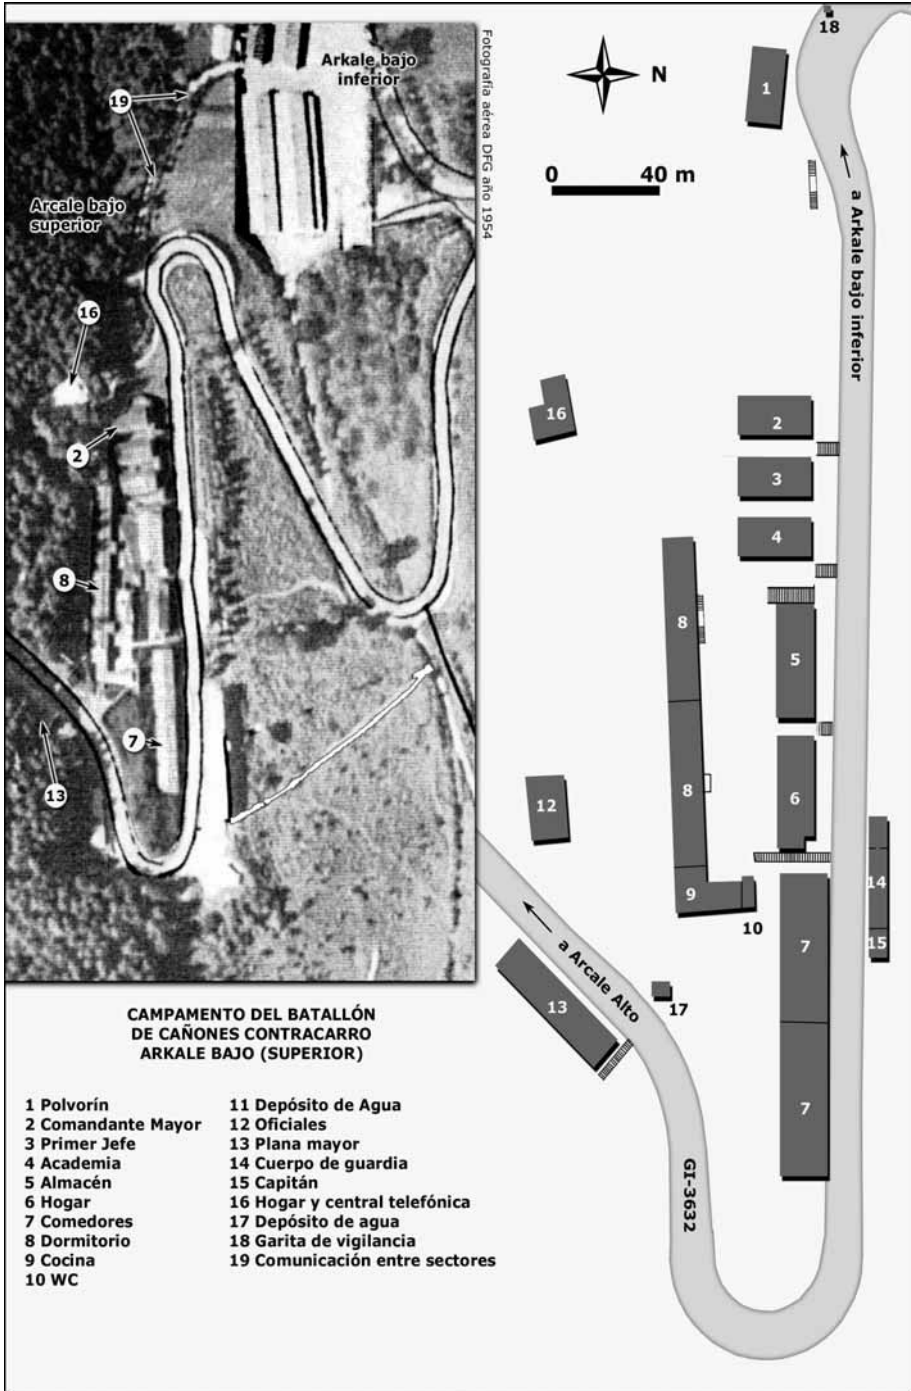 Fotografía aérea DFG año 1954
Arkale bajo
inferior
19
Arcale bajo
superior
16
2
8
7
13
N
0 40 m
18
1
a Arkale bajo inferior
16
2
3
4
8
5
8
6
12
14
9
10
15
7
a Arcale Alto
13
17
7
GI-3632
CAMPAMENTO DEL BATALLÓN
DE CAÑONES CONTRACARRO
ARKALE BAJO (SUPERIOR)
1 Polvorín
2 Comandante Mayor
3 Primer Jefe
4 Academia
5 Almacén
6 Hogar
7 Comedores
8 Dormitorio
9 Cocina
10 WC
11 Depósito de Agua
12 Oficiales
13 Plana mayor
14 Cuerpo de guardia
15 Capitán
16 Hogar y central telefónica
17 Depósito de agua
18 Garita de vigilancia
19 Comunicación entre sectores